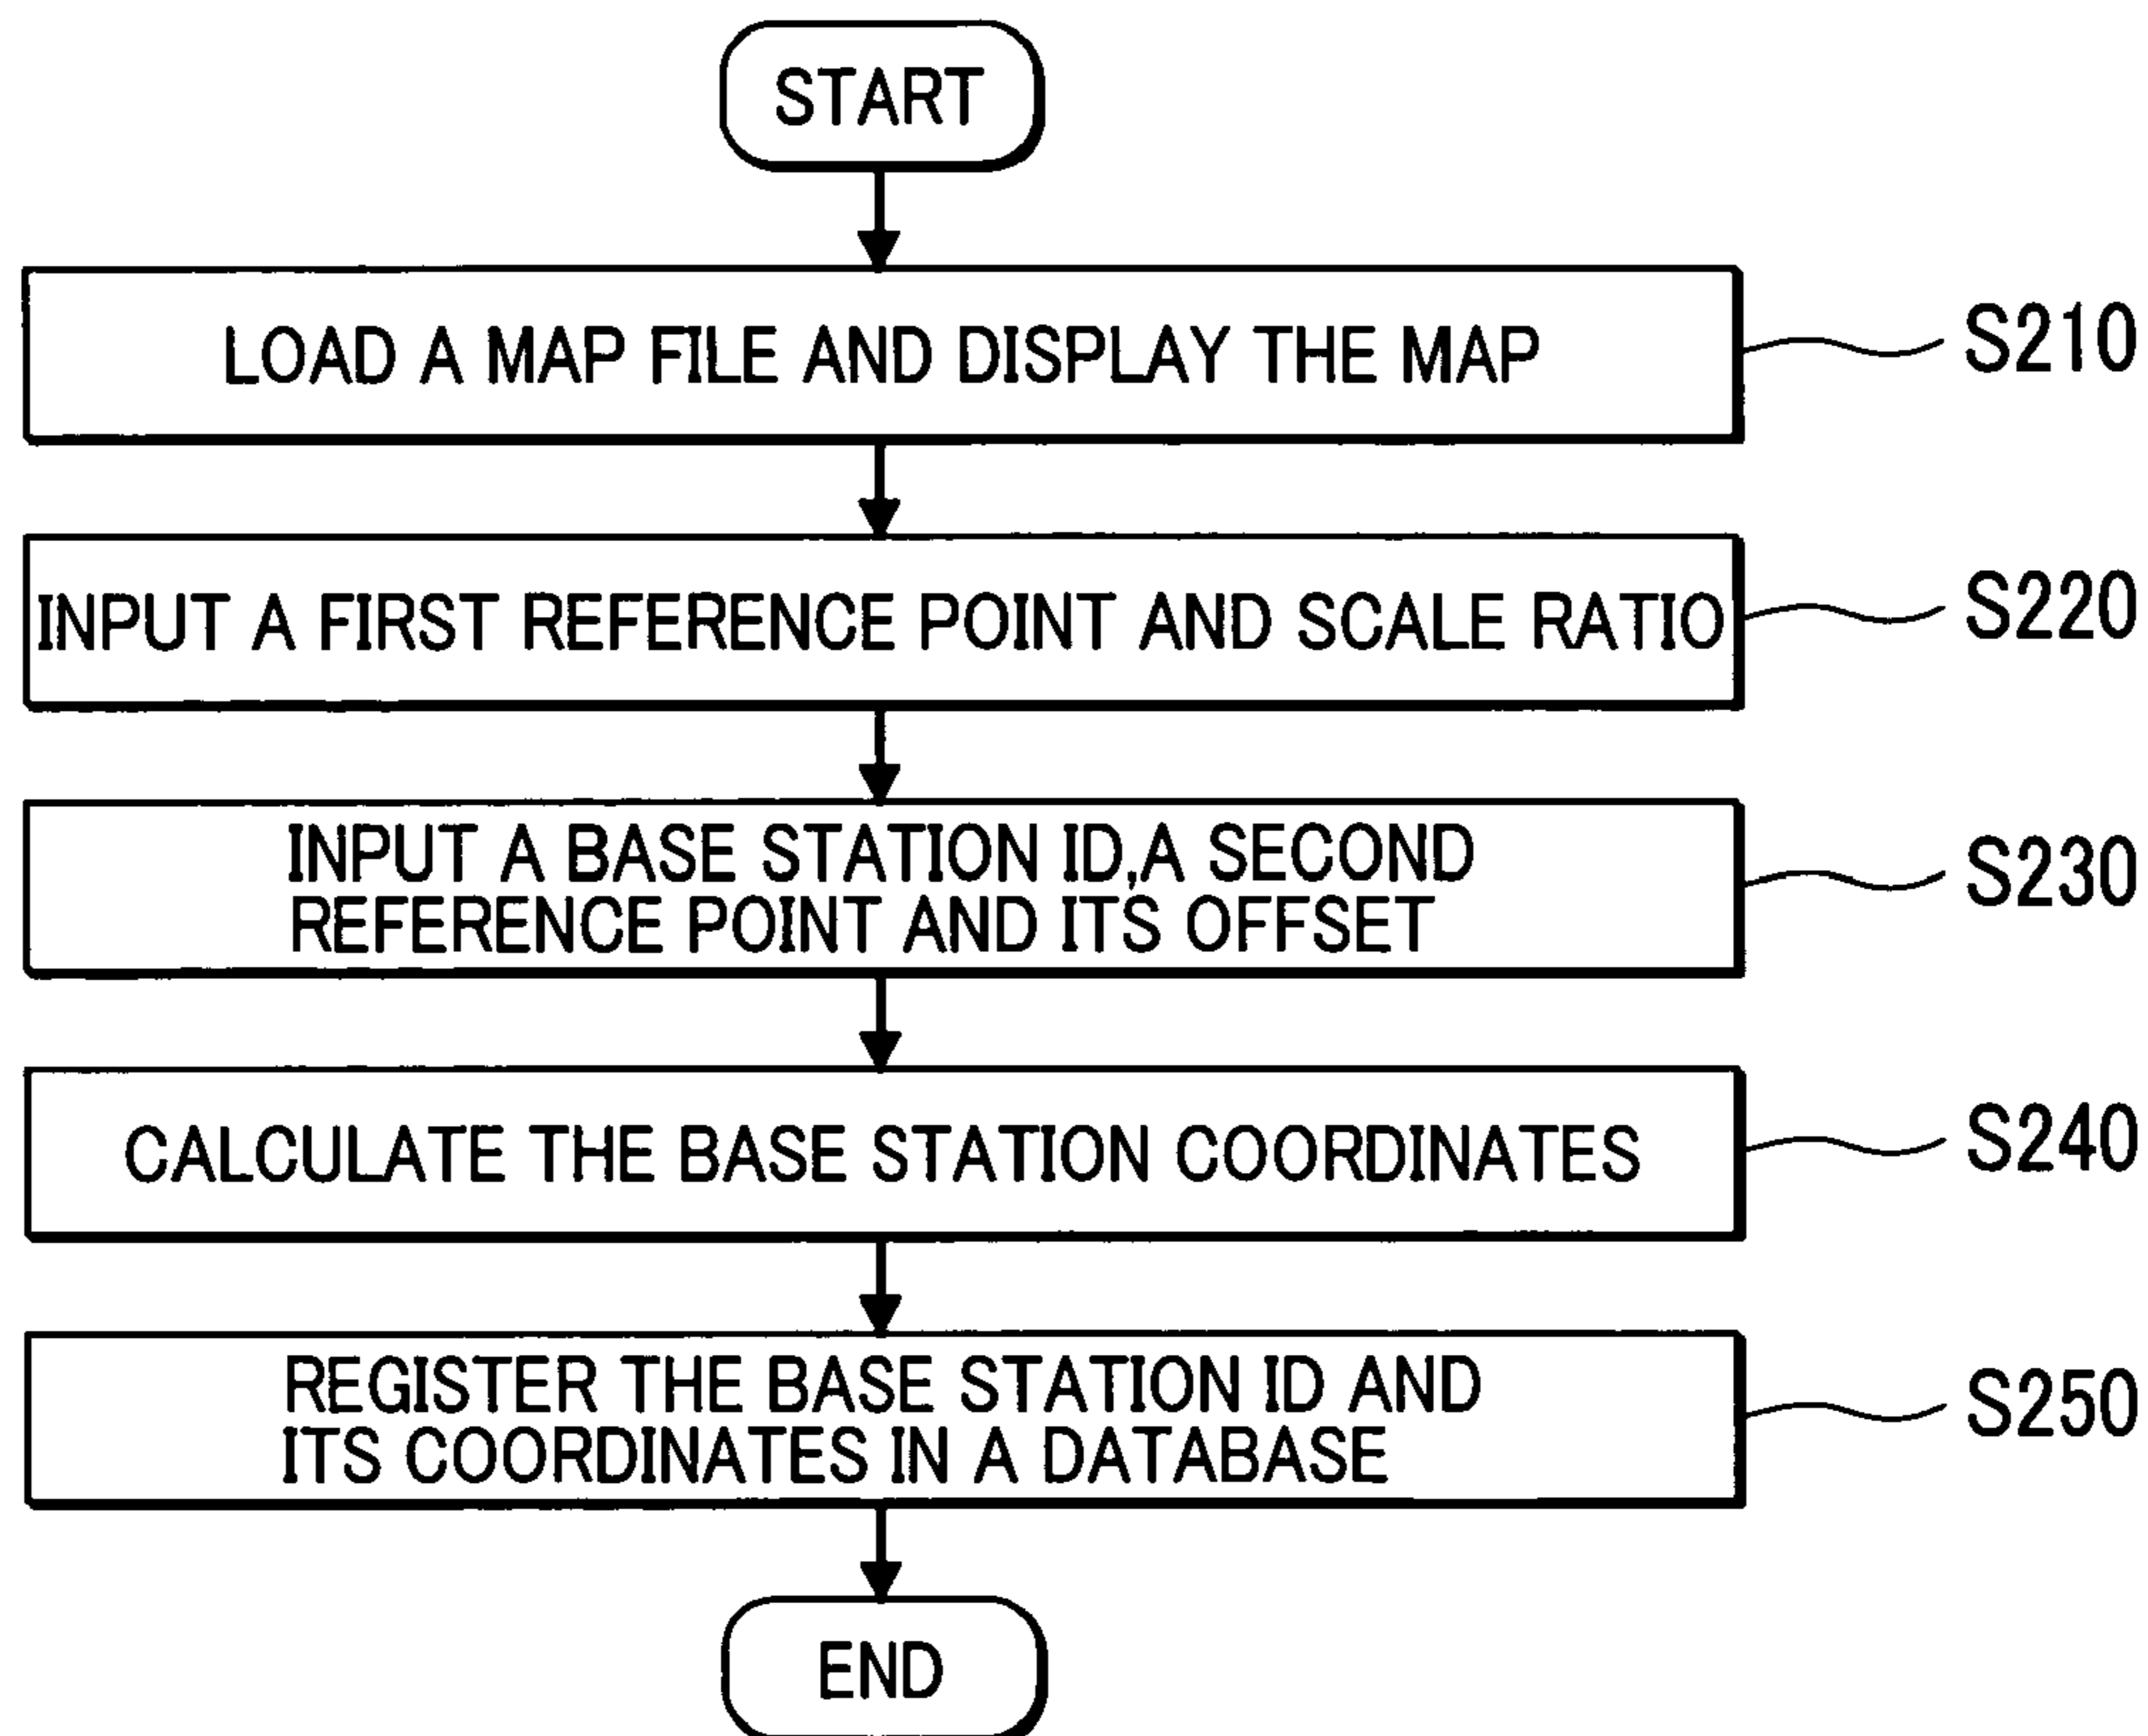 START
LOAD A MAP FILE AND DISPLAY THE MAP
S210
INPUT A FIRST REFERENCE POINT AND SCALE RATIO
S220
INPUT A BASE STATION ID,A SECOND
REFERENCE POINT AND ITS OFFSET
S230
CALCULATE THE BASE STATION COORDINATES
S240
REGISTER THE BASE STATION ID AND
ITS COORDINATES IN A DATABASE
S250
END